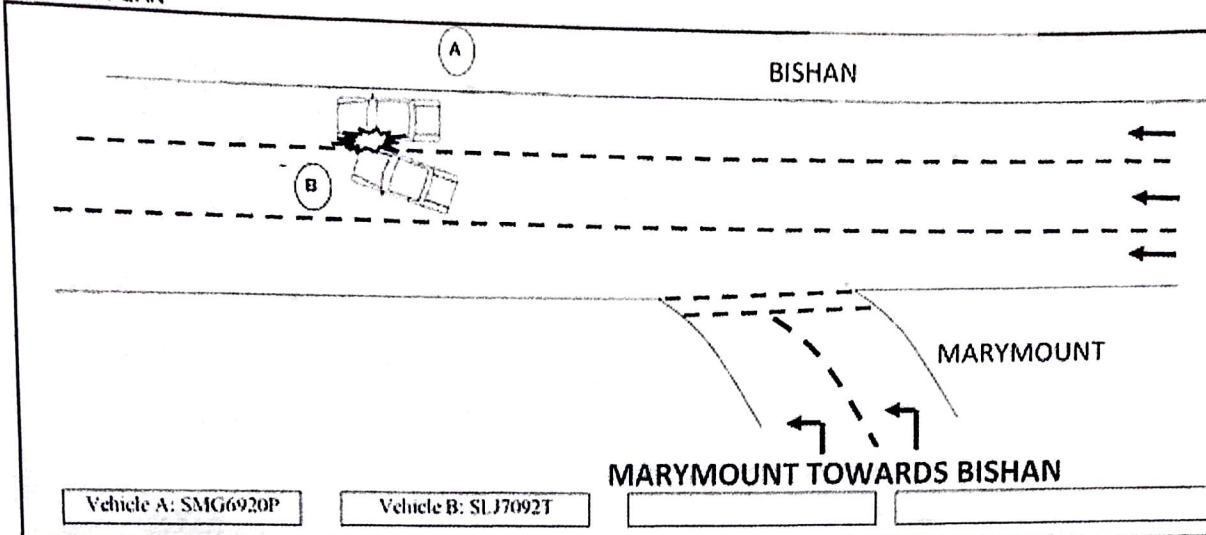 A
BISHAN
B
MARYMOUNT
MARYMOUNT TOWARDS BISHAN
Vehicle A: SMG6920P
Vehicle B: SLJ7092T